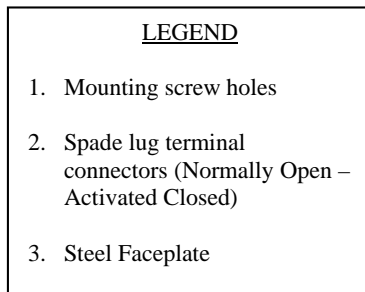 LEGEND
1. Mounting screw holes
2. Spade lug terminal
connectors (Normally Open –
Activated Closed)
3. Steel Faceplate